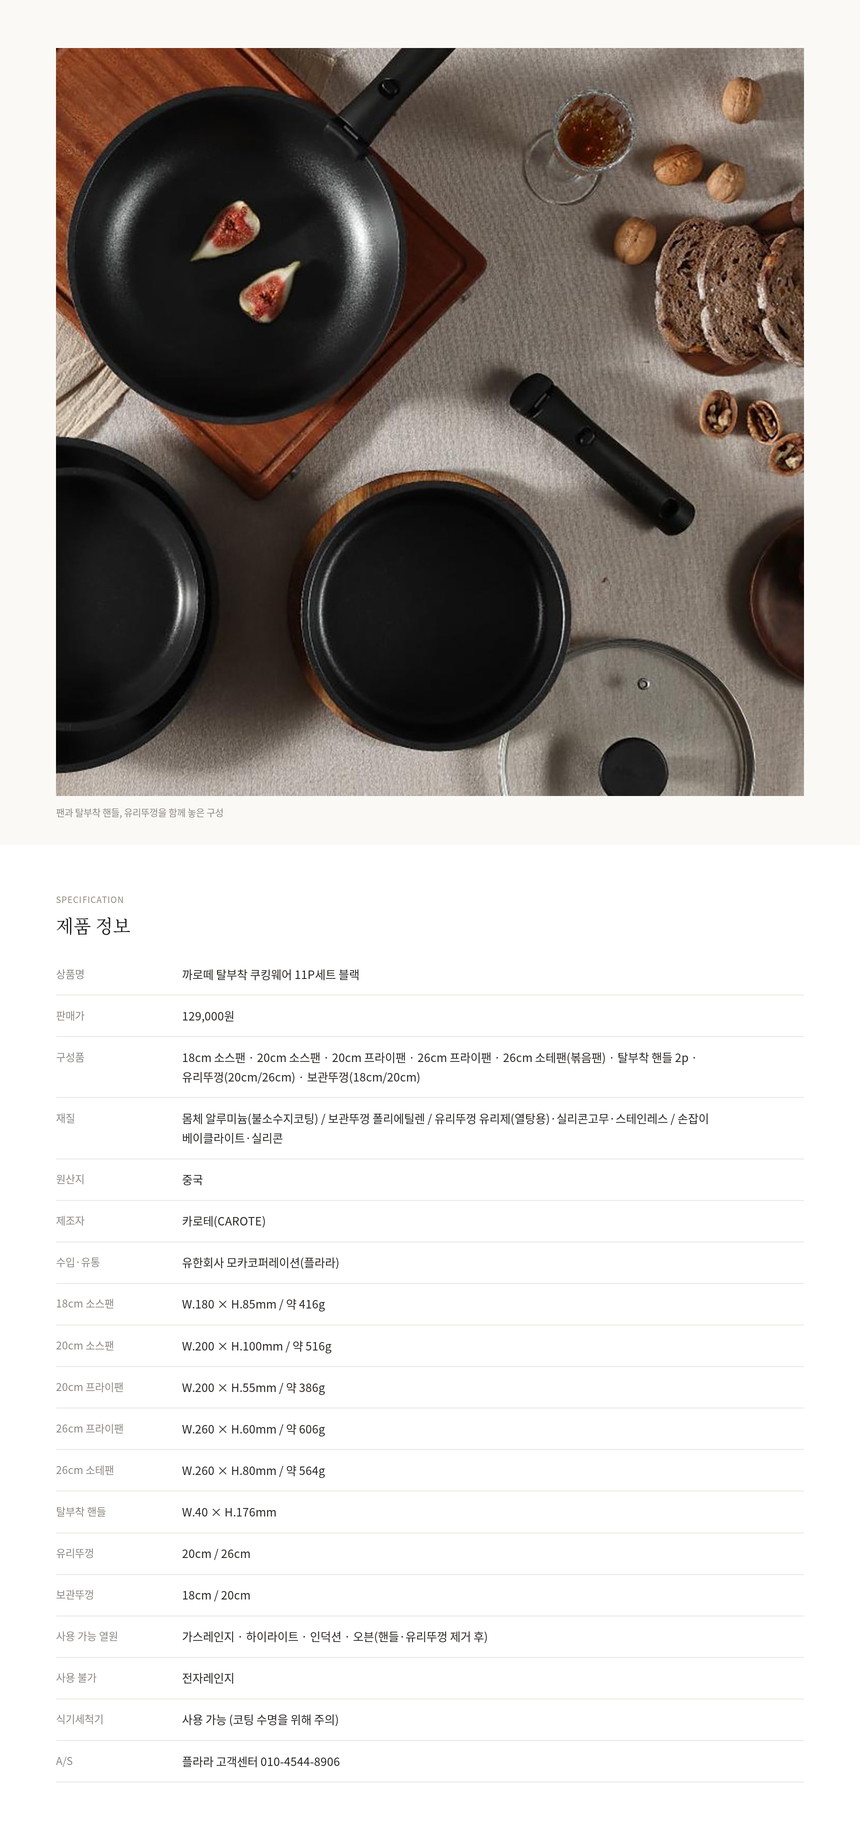 팬과 탈부착 핸들, 유리뚜껑을 함께 놓은 구성
SPECIFICATION
제품 정보
상품명 까로떼 탈부착 쿠킹웨어 11P세트 블랙
판매가 129,000원
구성품 18cm 소스팬 · 20cm 소스팬 · 20cm 프라이팬 · 26cm 프라이팬 · 26cm 소테팬(볶음팬) · 탈부착 핸들 2p ·
유리뚜껑(20cm/26cm) · 보관뚜껑(18cm/20cm)
재질 몸체 알루미늄(불소수지코팅) / 보관뚜껑 폴리에틸렌 / 유리뚜껑 유리제(열탕용)·실리콘고무·스테인레스 / 손잡이
베이클라이트·실리콘
원산지 중국
제조자 카로테(CAROTE)
수입·유통 유한회사 모카코퍼레이션(플라라)
18cm 소스팬 W.180 × H.85mm / 약 416g
20cm 소스팬 W.200 × H.100mm / 약 516g
20cm 프라이팬 W.200 × H.55mm / 약 386g
26cm 프라이팬 W.260 × H.60mm / 약 606g
26cm 소테팬 W.260 × H.80mm / 약 564g
탈부착 핸들 W.40 × H.176mm
유리뚜껑 20cm / 26cm
보관뚜껑 18cm / 20cm
사용 가능 열원 가스레인지 · 하이라이트 · 인덕션 · 오븐(핸들·유리뚜껑 제거 후)
사용 불가 전자레인지
식기세척기 사용 가능 (코팅 수명을 위해 주의)
A/S 플라라 고객센터 010-4544-8906